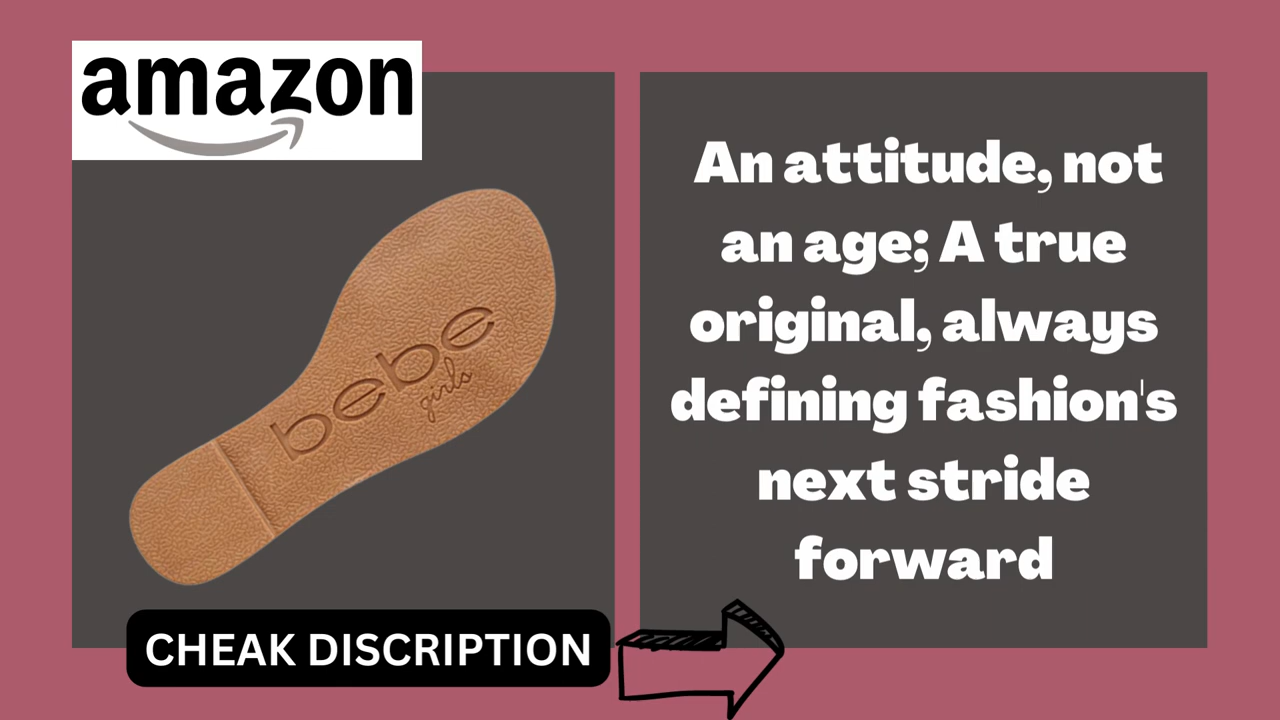 amazon
bebe
girls
CHEAK DISCRIPTION
An attitude, not
an age; A true
original, always
defining fashion's
next stride
forward